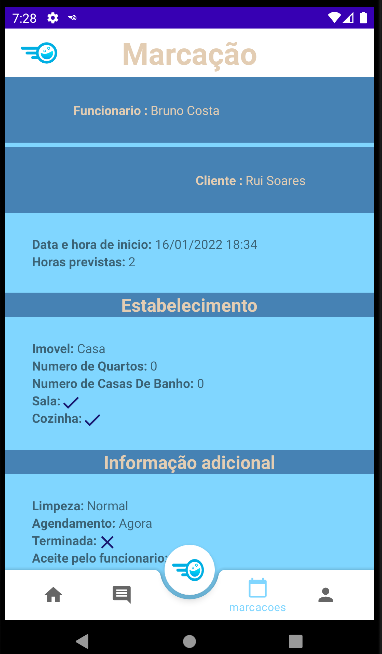 7:28
Marcação
Funcionario : Bruno Costa
Cliente : Rui Soares
Data e hora de inicio: 16/01/2022 18:34
Horas previstas: 2
Estabelecimento
Imovel: Casa
Numero de Quartos: 0
Numero de Casas De Banho: 0
Sala:
Cozinha:
Informação adicional
Limpeza: Normal
Agendamento: Agora
Terminada:
Aceite pelo funcionario:
marcacoes